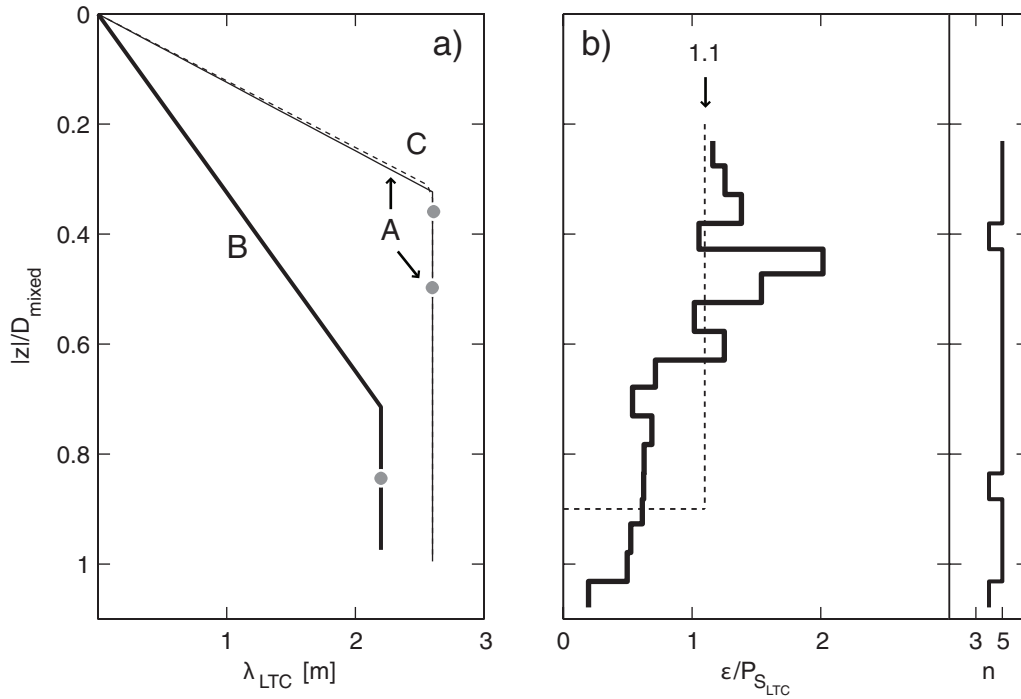 0
0.2
0.4
0.6
0.8
1
|z|/D_mixed
a)
C
A
B
1 2 3
λ_LTC [m]
b)
1.1
0 1 2
ε/P_S_LTC
3 5
n